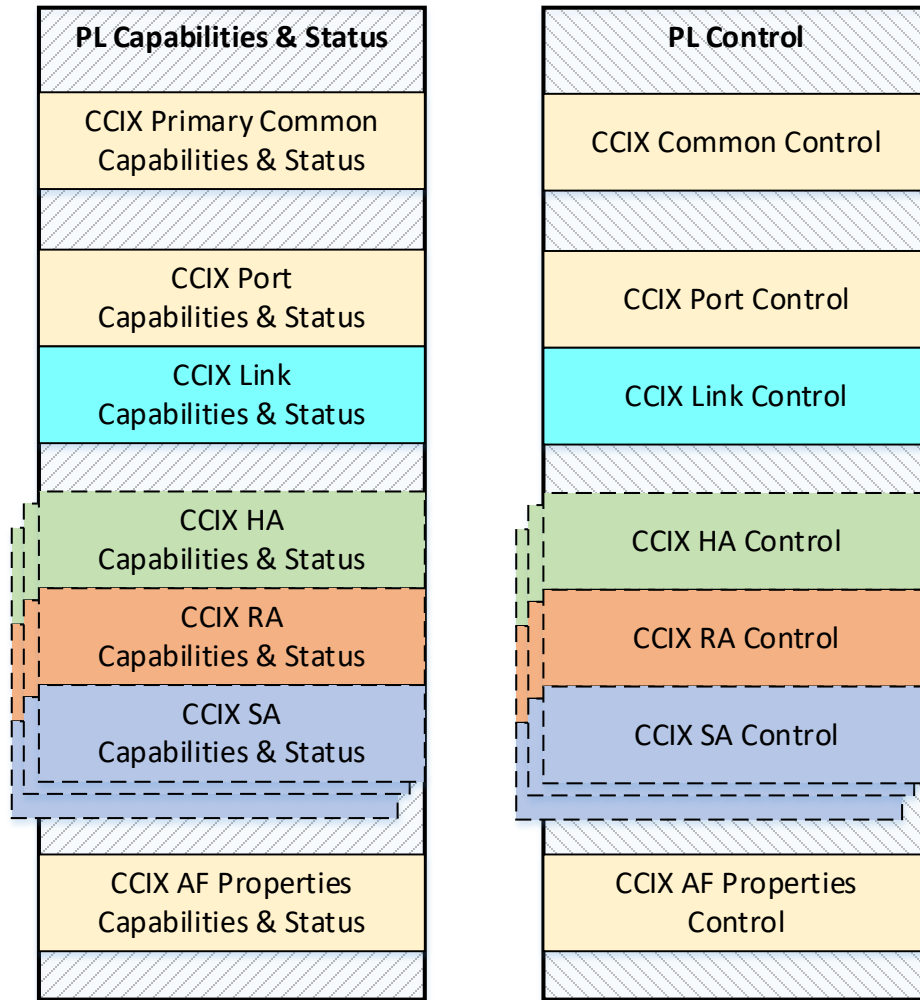 PL Capabilities & Status
CCIX Primary Common
Capabilities & Status
CCIX Port
Capabilities & Status
CCIX Link
Capabilities & Status
CCIX HA
Capabilities & Status
CCIX RA
Capabilities & Status
CCIX SA
Capabilities & Status
CCIX AF Properties
Capabilities & Status
PL Control
CCIX Common Control
CCIX Port Control
CCIX Link Control
CCIX HA Control
CCIX RA Control
CCIX SA Control
CCIX AF Properties
Control